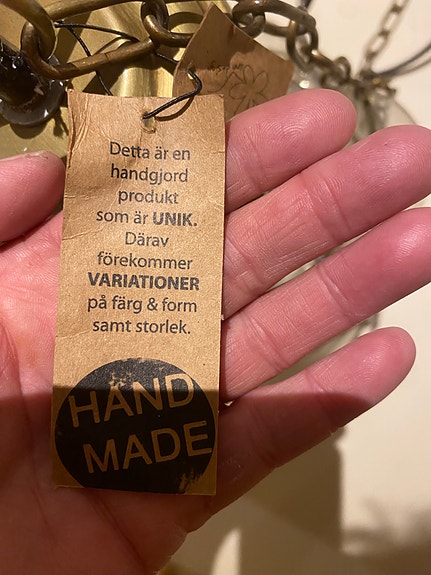 Detta är en
handgjord
produkt
som är UNIK.
Därav
förekommer
VARIATIONER
på färg & form
samt storlek.
HAND
MADE